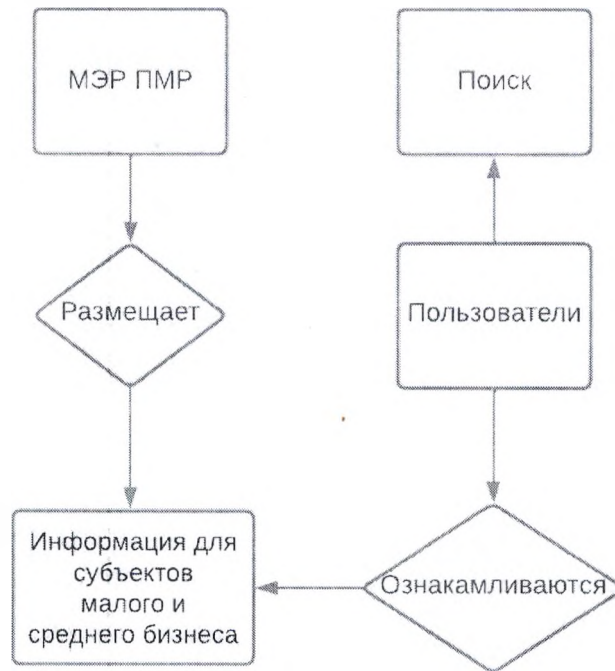 МЭР ПМР
Поиск
Размещает
Пользователи
Информация для
субъектов
малого и
среднего бизнеса
Ознакамливаются